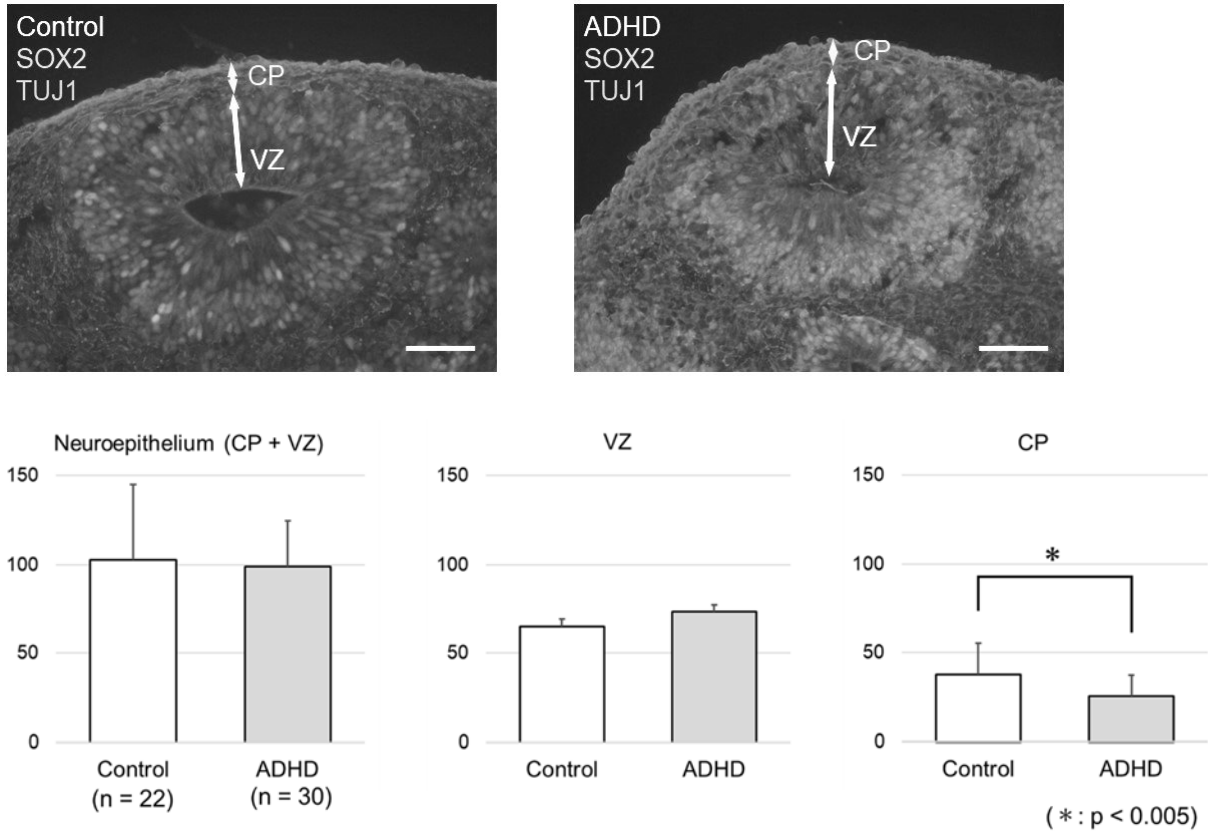 Control
SOX2
TUJ1
CP
VZ
ADHD
SOX2
TUJ1
CP
VZ
Neuroepithelium (CP + VZ)
150
100
50
0
Control
(n = 22)
ADHD
(n = 30)
VZ
150
100
50
0
Control
ADHD
CP
150
100
50
0
*
Control
ADHD
( * : p < 0.005)